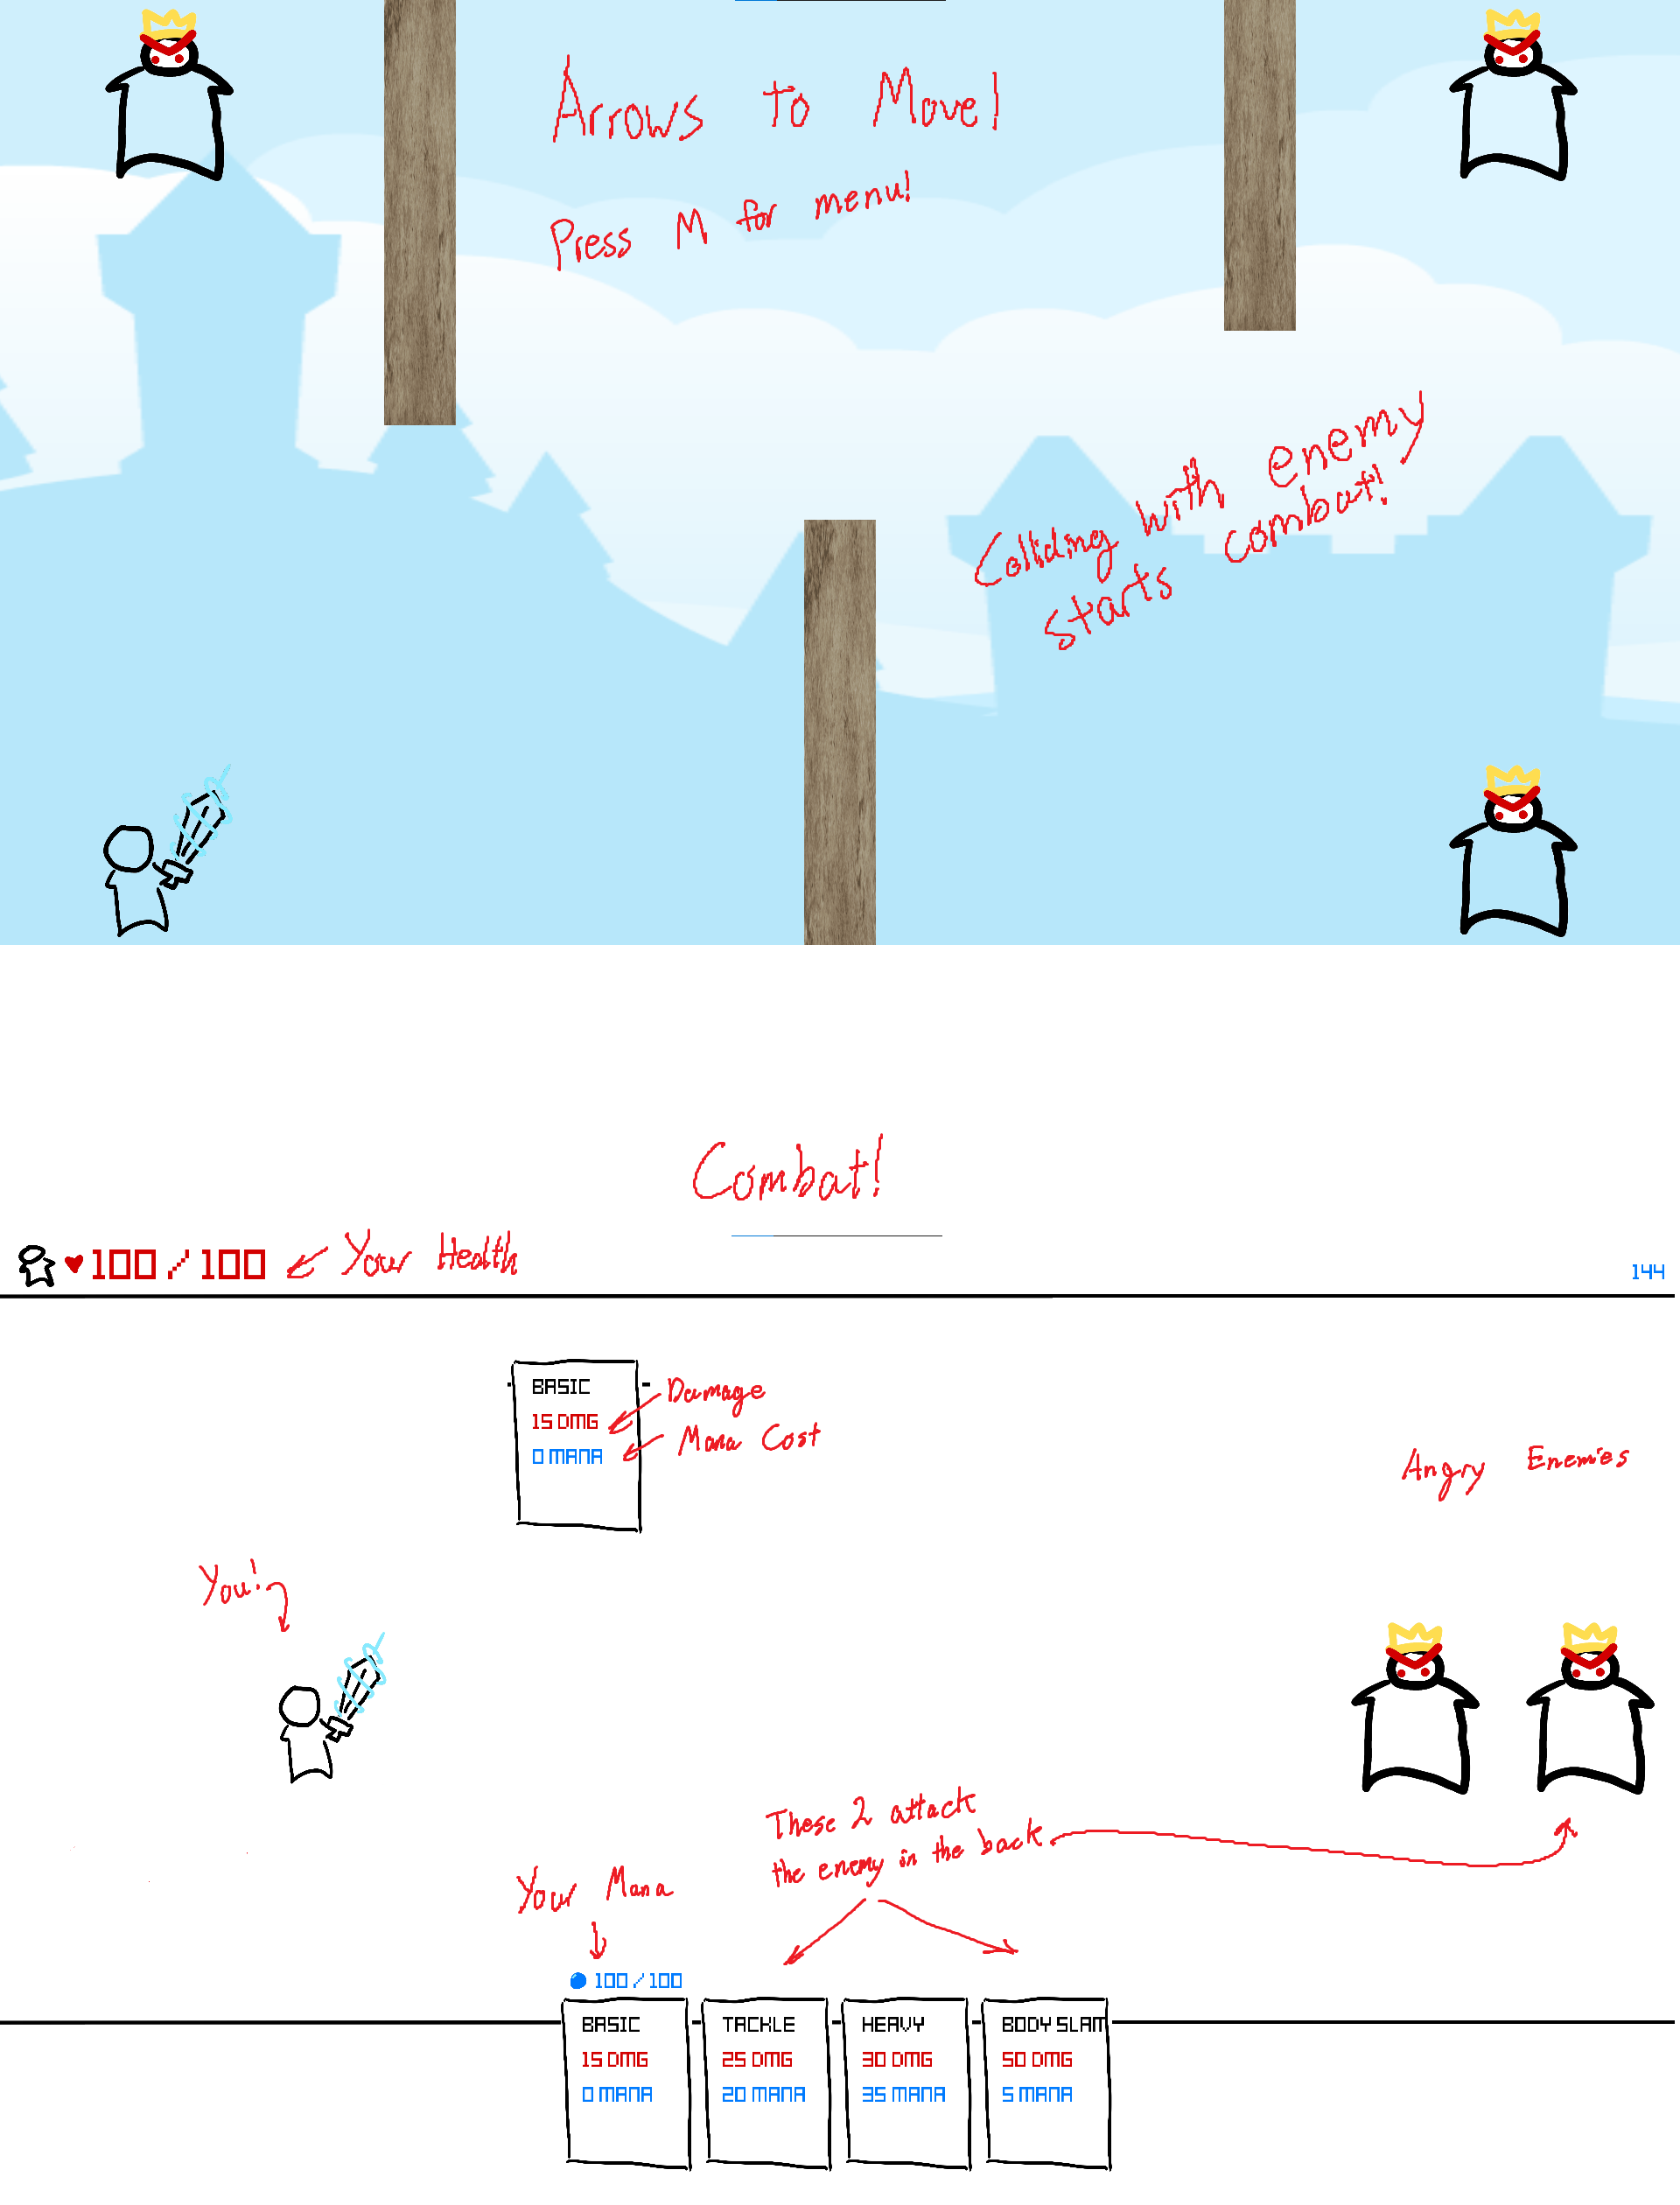 Arrows to Move!
Press M for menu!
Colliding with enemy
starts combat!
Combat!
100/100
Your Health
144
BASIC
15 DMG
0 MANA
Damage
Mana Cost
Angry Enemies
You!
These 2 attack
the enemy in the back
Your Mana
100/100
BASIC
15 DMG
0 MANA
TACKLE
25 DMG
20 MANA
HEAVY
30 DMG
35 MANA
BODY SLAM
50 DMG
5 MANA